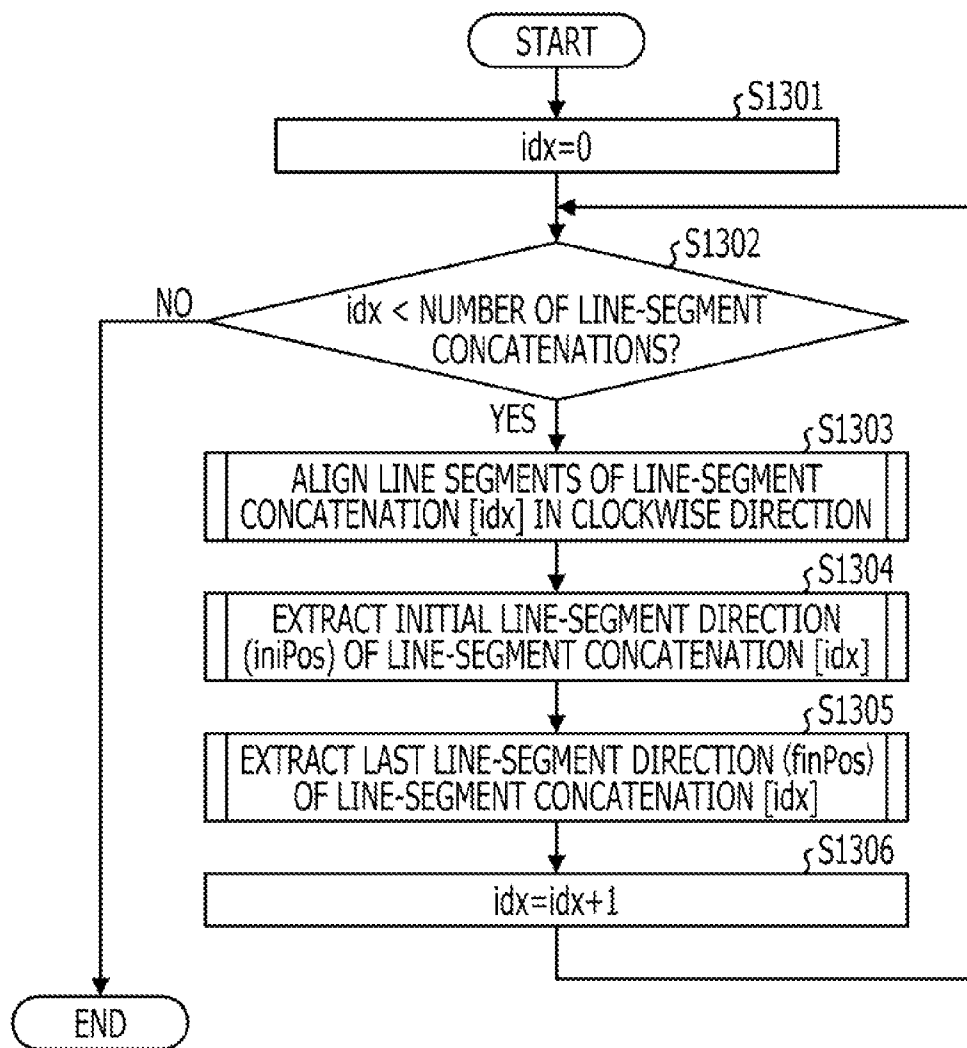 START
S1301
idx=0
S1302
NO
idx < NUMBER OF LINE-SEGMENT
CONCATENATIONS?
YES
S1303
ALIGN LINE SEGMENTS OF LINE-SEGMENT
CONCATENATION [idx] IN CLOCKWISE DIRECTION
S1304
EXTRACT INITIAL LINE-SEGMENT DIRECTION
(iniPos) OF LINE-SEGMENT CONCATENATION [idx]
S1305
EXTRACT LAST LINE-SEGMENT DIRECTION (finPos)
OF LINE-SEGMENT CONCATENATION [idx]
S1306
idx=idx+1
END